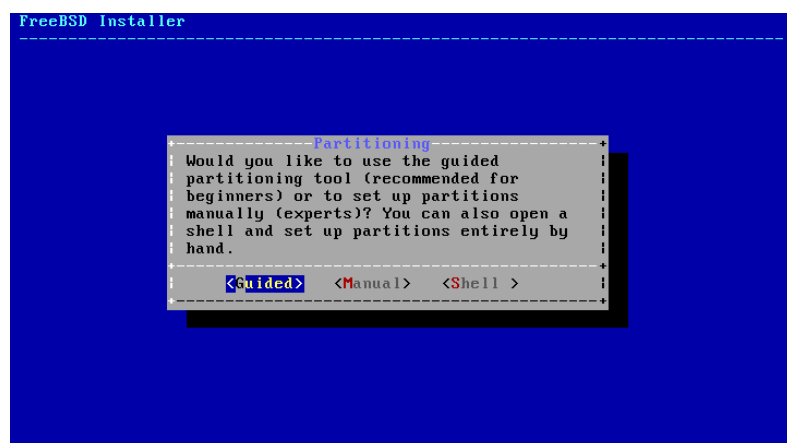 FreeBSD Installer
Partitioning
Would you like to use the guided
partitioning tool (recommended for
beginners) or to set up partitions
manually (experts)? You can also open a
shell and set up partitions entirely by
hand.
<Guided> <Manual> <Shell >